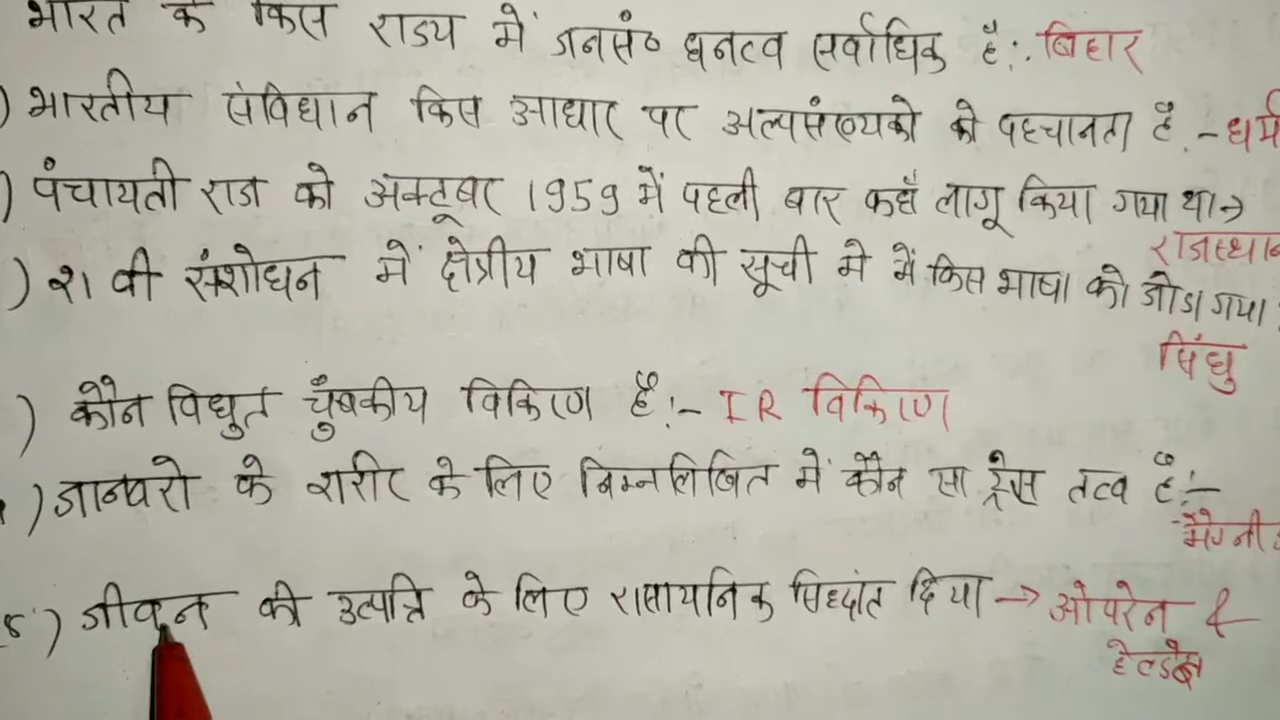 भारत के किस राज्य में जनसं० घनत्व सर्वाधिक है:. बिहार
) भारतीय संविधान किस आधार पर अल्पसंख्यको को पहचानता है. - धर्म
) पंचायती राज को अक्टूबर 1959 में पहली बार कहाँ लागू किया गया था→
राजस्थान
) २१ वी संशोधन में क्षेत्रीय भाषा की सूची मे में किस भाषा को जोडा गया:
सिंधु
) कौन विधुत चुँबकीय विकिरण है:- IR विकिरण
) जानवरो के शरीर के लिए निम्नलिखित में कौन सा ट्रेस तत्व है:-
मैग्नी
) जीवन की उत्पत्ति के लिए रासायनिक सिद्दांत दिया → ओपरेन &